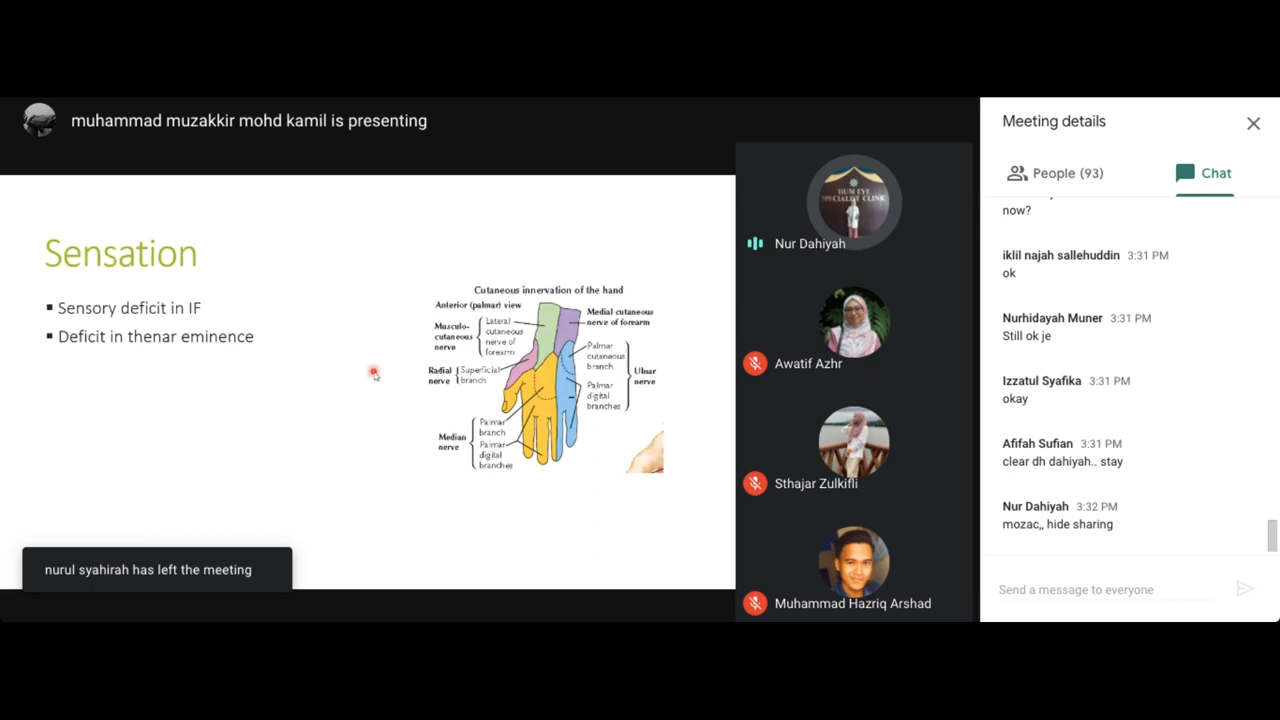 muhammad muzakkir mohd kamil is presenting
Sensation
▪ Sensory deficit in IF
▪ Deficit in thenar eminence
Cutaneous innervation of the hand
Anterior (palmar) view
Musculo-
cutaneous
nerve
Lateral
cutaneous
nerve of
forearm
Medial cutaneous
nerve of forearm
Radial
nerve
Superficial
branch
Palmar
cutaneous
branch
Palmar
digital
branches
Ulnar
nerve
Median
nerve
Palmar
branch
Palmar
digital
branches
nurul syahirah has left the meeting
HUM EYE
SPECIALIST CLINIC
Nur Dahiyah
Awatif Azhr
Sthajar Zulkifli
Muhammad Hazriq Arshad
Meeting details
People (93)
Chat
now?
iklil najah sallehuddin 3:31 PM
ok
Nurhidayah Muner 3:31 PM
Still ok je
Izzatul Syafika 3:31 PM
okay
Afifah Sufian 3:31 PM
clear dh dahiyah.. stay
Nur Dahiyah 3:32 PM
mozac,, hide sharing
Send a message to everyone